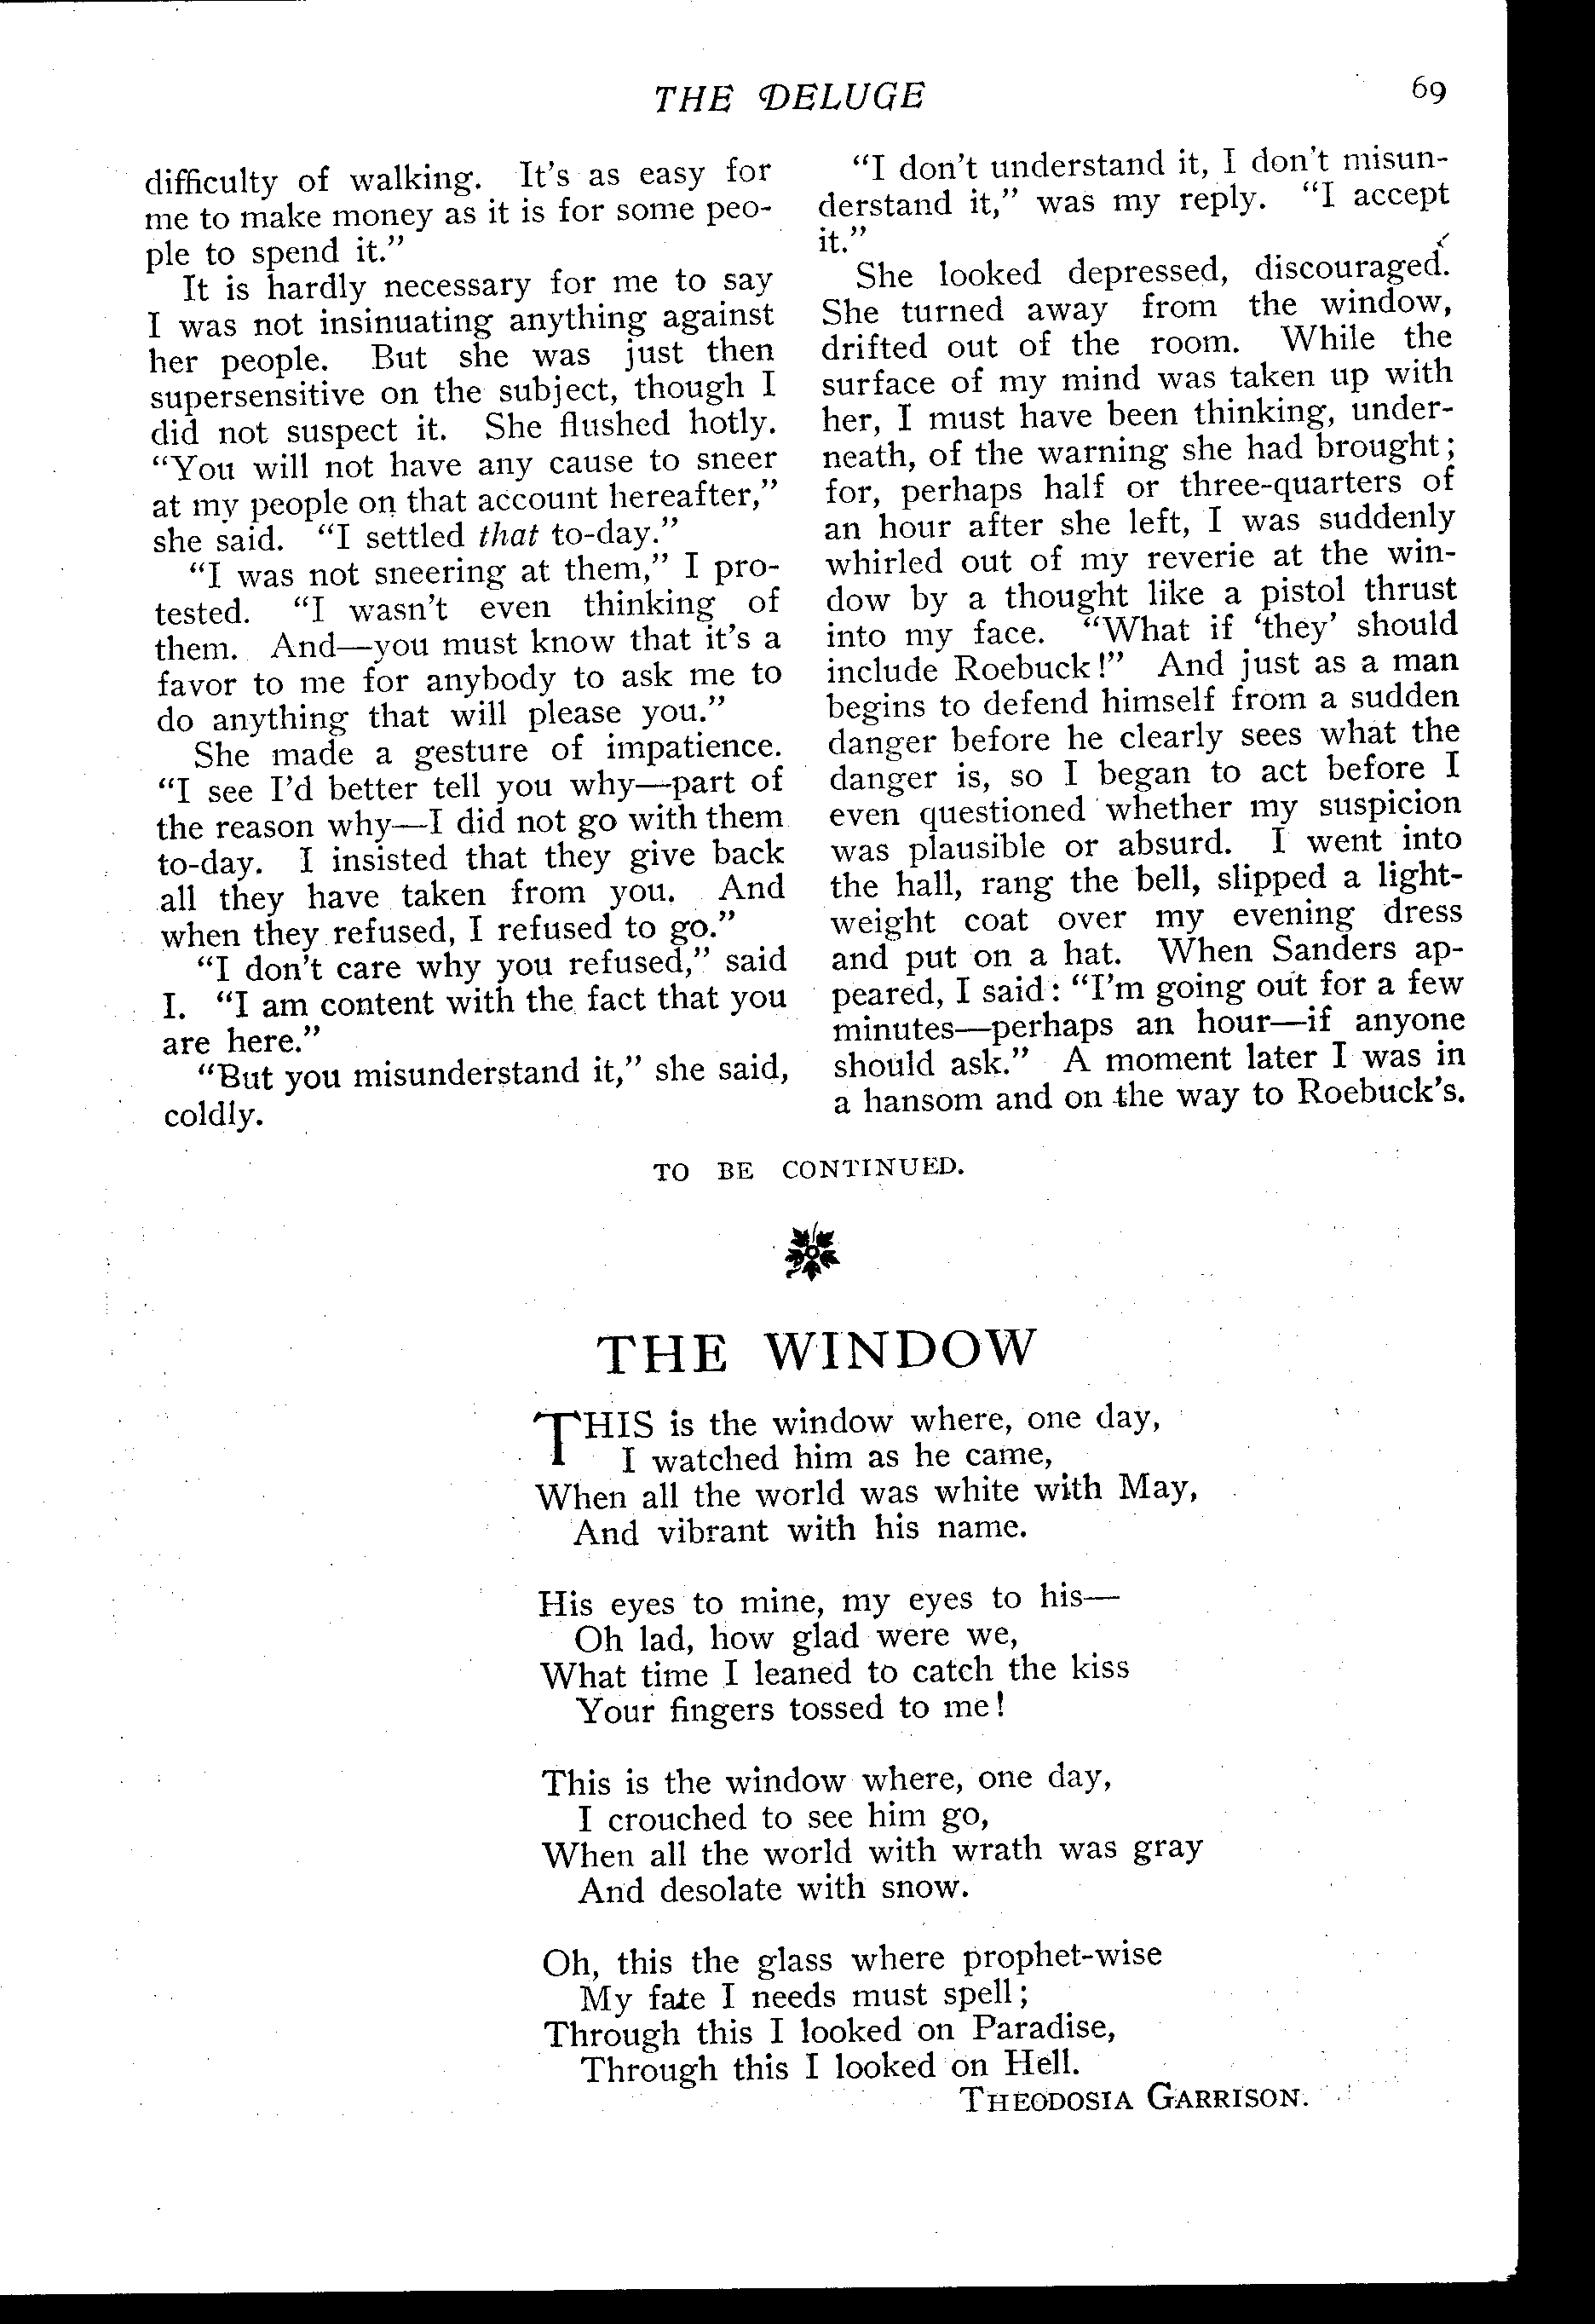 THE DELUGE 69
difficulty of walking. It's as easy for
me to make money as it is for some peo-
ple to spend it."
It is hardly necessary for me to say
I was not insinuating anything against
her people. But she was just then
supersensitive on the subject, though I
did not suspect it. She flushed hotly.
"You will not have any cause to sneer
at my people on that account hereafter,"
she said. "I settled that to-day."
"I was not sneering at them," I pro-
tested. "I wasn't even thinking of
them. And—you must know that it's a
favor to me for anybody to ask me to
do anything that will please you."
She made a gesture of impatience.
"I see I'd better tell you why—part of
the reason why—I did not go with them
to-day. I insisted that they give back
all they have taken from you. And
when they refused, I refused to go."
"I don't care why you refused," said
I. "I am content with the fact that you
are here."
"But you misunderstand it," she said,
coldly.
"I don't understand it, I don't misun-
derstand it," was my reply. "I accept
it."
She looked depressed, discouraged.
She turned away from the window,
drifted out of the room. While the
surface of my mind was taken up with
her, I must have been thinking, under-
neath, of the warning she had brought;
for, perhaps half or three-quarters of
an hour after she left, I was suddenly
whirled out of my reverie at the win-
dow by a thought like a pistol thrust
into my face. "What if 'they' should
include Roebuck!" And just as a man
begins to defend himself from a sudden
danger before he clearly sees what the
danger is, so I began to act before I
even questioned whether my suspicion
was plausible or absurd. I went into
the hall, rang the bell, slipped a light-
weight coat over my evening dress
and put on a hat. When Sanders ap-
peared, I said: "I'm going out for a few
minutes—perhaps an hour—if anyone
should ask." A moment later I was in
a hansom and on the way to Roebuck's.
TO BE CONTINUED.
THE WINDOW
THIS is the window where, one day,
I watched him as he came,
When all the world was white with May,
And vibrant with his name.
His eyes to mine, my eyes to his—
Oh lad, how glad were we,
What time I leaned to catch the kiss
Your fingers tossed to me!
This is the window where, one day,
I crouched to see him go,
When all the world with wrath was gray
And desolate with snow.
Oh, this the glass where prophet-wise
My fate I needs must spell;
Through this I looked on Paradise,
Through this I looked on Hell.
THEODOSIA GARRISON.